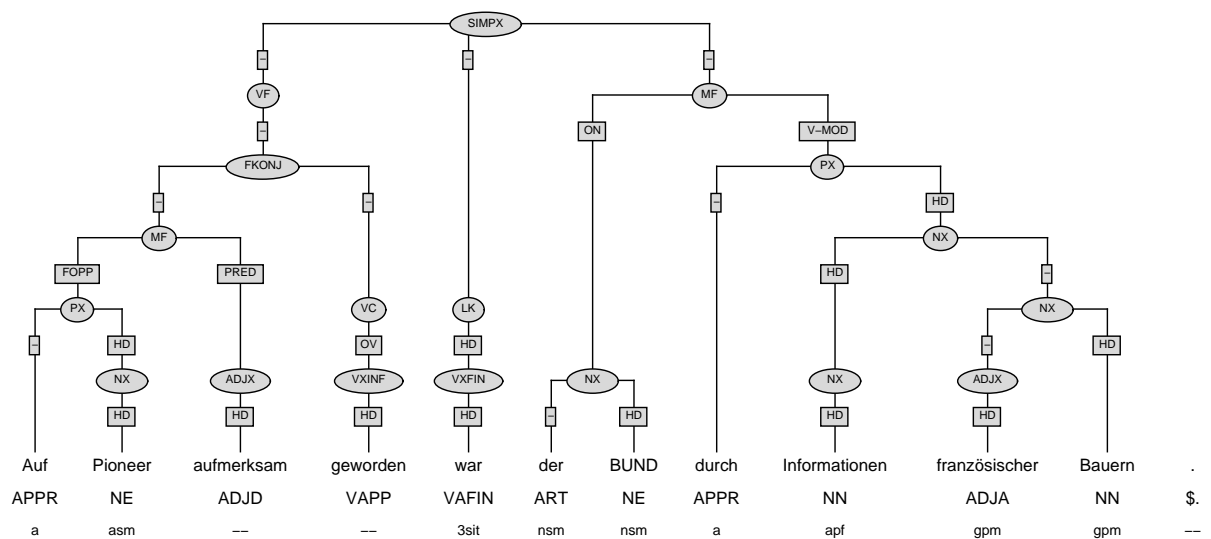 SIMPX
– – –
VF MF
– ON V–MOD
FKONJ PX
– – – HD
MF NX
FOPP PRED HD –
PX VC LK NX
– HD OV HD – HD
NX ADJX VXINF VXFIN NX NX ADJX
HD HD HD HD – HD HD HD
Auf Pioneer aufmerksam geworden war der BUND durch Informationen französischer Bauern .
APPR NE ADJD VAPP VAFIN ART NE APPR NN ADJA NN $.
a asm –– –– 3sit nsm nsm a apf gpm gpm ––